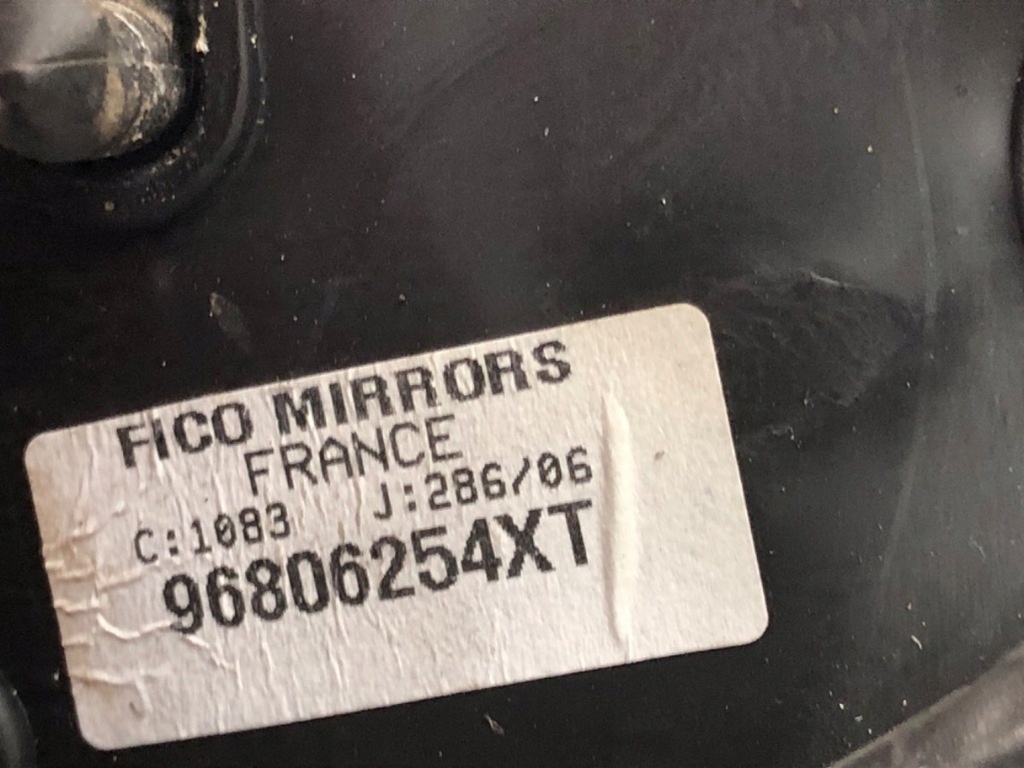 FICO MIRRORS
FRANCE
C:1083 J:286/06
96806254XT